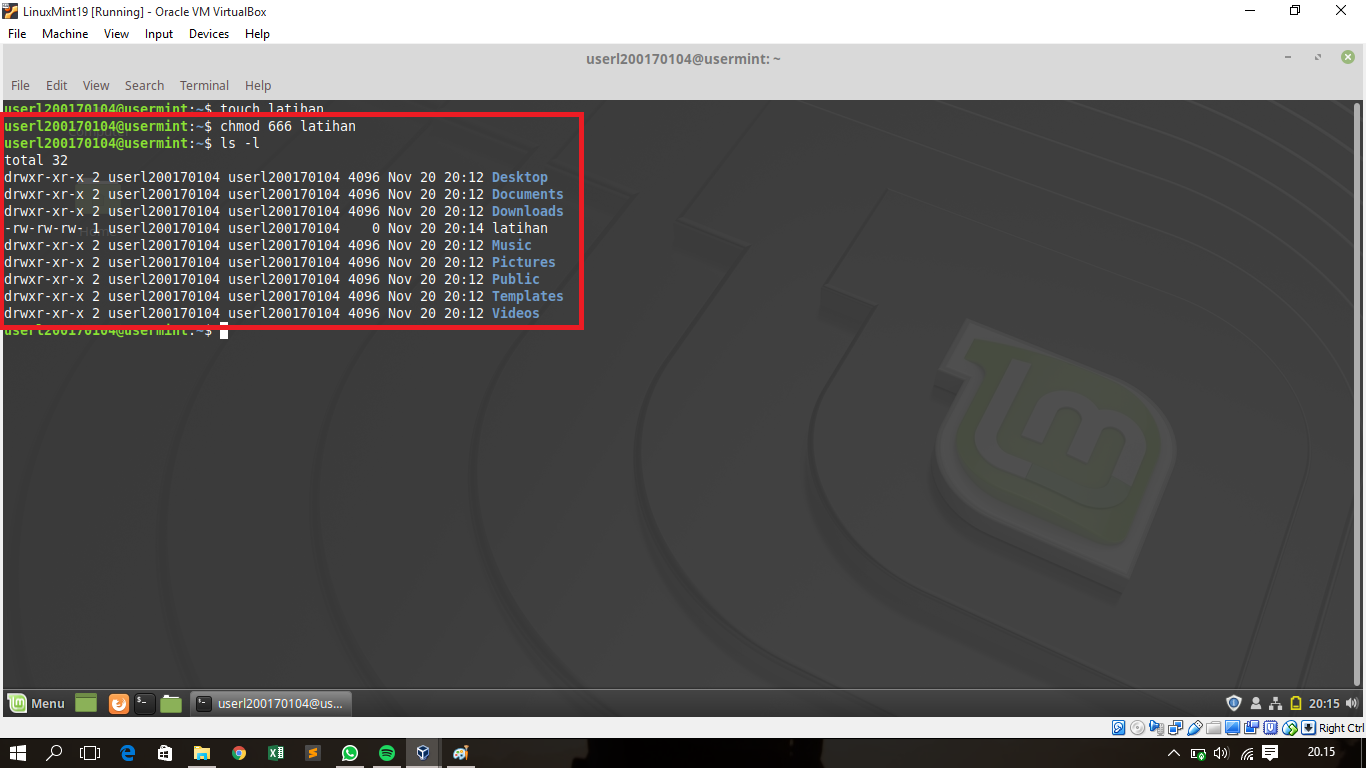 LinuxMint19 [Running] - Oracle VM VirtualBox
File Machine View Input Devices Help
userl200170104@usermint: ~
File Edit View Search Terminal Help
userl200170104@usermint:~$ touch latihan
userl200170104@usermint:~$ chmod 666 latihan
userl200170104@usermint:~$ ls -l
total 32
drwxr-xr-x 2 userl200170104 userl200170104 4096 Nov 20 20:12 Desktop
drwxr-xr-x 2 userl200170104 userl200170104 4096 Nov 20 20:12 Documents
drwxr-xr-x 2 userl200170104 userl200170104 4096 Nov 20 20:12 Downloads
-rw-rw-rw- 1 userl200170104 userl200170104    0 Nov 20 20:14 latihan
drwxr-xr-x 2 userl200170104 userl200170104 4096 Nov 20 20:12 Music
drwxr-xr-x 2 userl200170104 userl200170104 4096 Nov 20 20:12 Pictures
drwxr-xr-x 2 userl200170104 userl200170104 4096 Nov 20 20:12 Public
drwxr-xr-x 2 userl200170104 userl200170104 4096 Nov 20 20:12 Templates
drwxr-xr-x 2 userl200170104 userl200170104 4096 Nov 20 20:12 Videos
userl200170104@usermint:~$
Menu userl200170104@us... 20:15
Right Ctrl
20.15